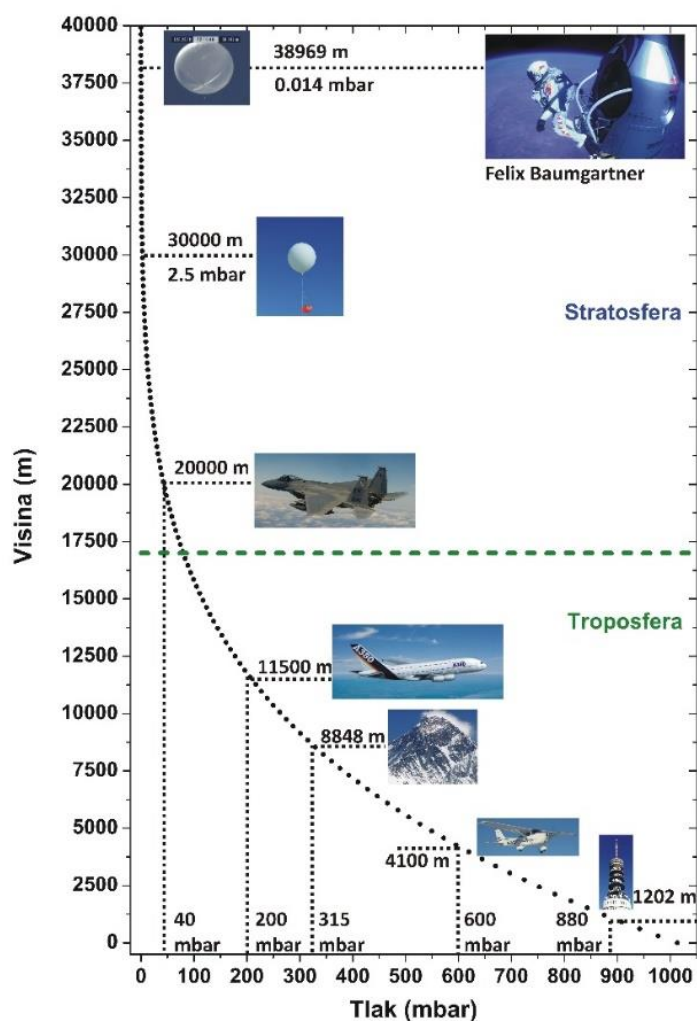 40000
38969 m
37500
0.014 mbar
Felix Baumgartner
35000
32500
30000 m
30000
2.5 mbar
27500
Stratosfera
25000
22500
20000 m
20000
Visina (m)
17500
15000
Troposfera
12500
11500 m
A380
10000
8848 m
7500
5000
4100 m
2500
1202 m
40
mbar
200
mbar
315
mbar
600
mbar
880
mbar
0
0 100 200 300 400 500 600 700 800 900 1000
Tlak (mbar)